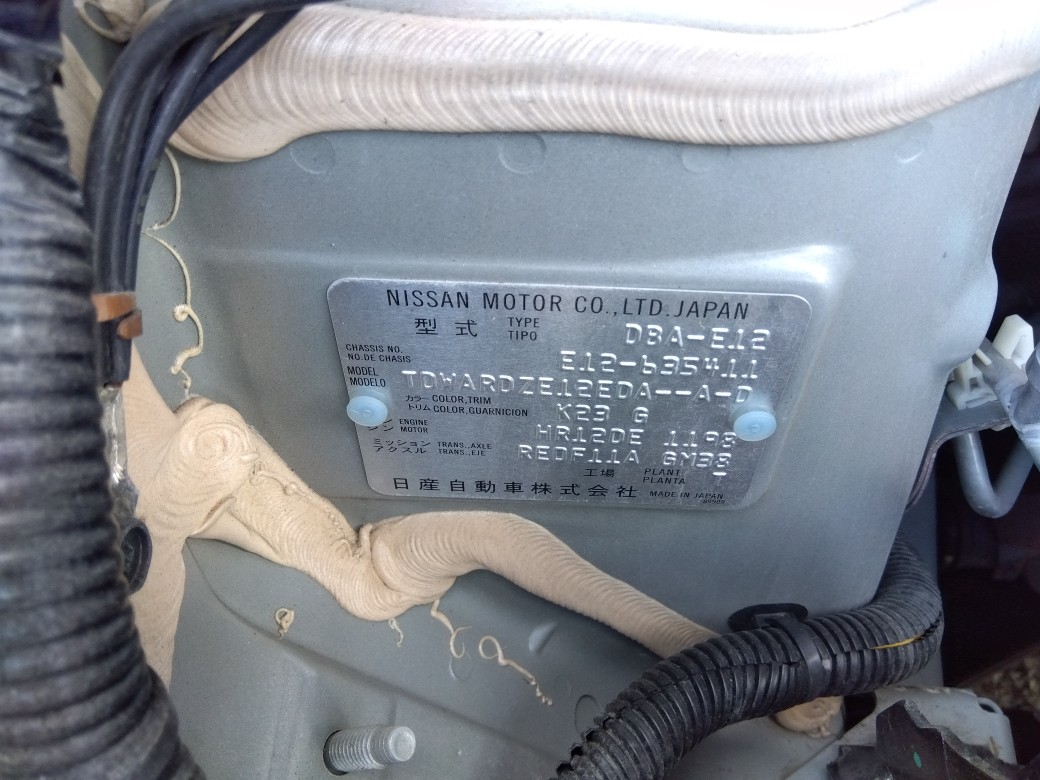 NISSAN MOTOR CO.,LTD.JAPAN
型式 TYPE TIPO DBA-E12
CHASSIS NO. NO.DE CHASIS E12-635411
MODEL MODELO TDWARDZE12EDA--A-D
カラー COLOR,TRIM
トリム COLOR,GUARNICION K23 G
ENGINE MOTOR HR12DE 1198
ミッション TRANS.,AXLE
アクスル TRANS.,EJE REDF11A GM38
工場 PLANT PLANTA -
日産自動車株式会社 MADE IN JAPAN